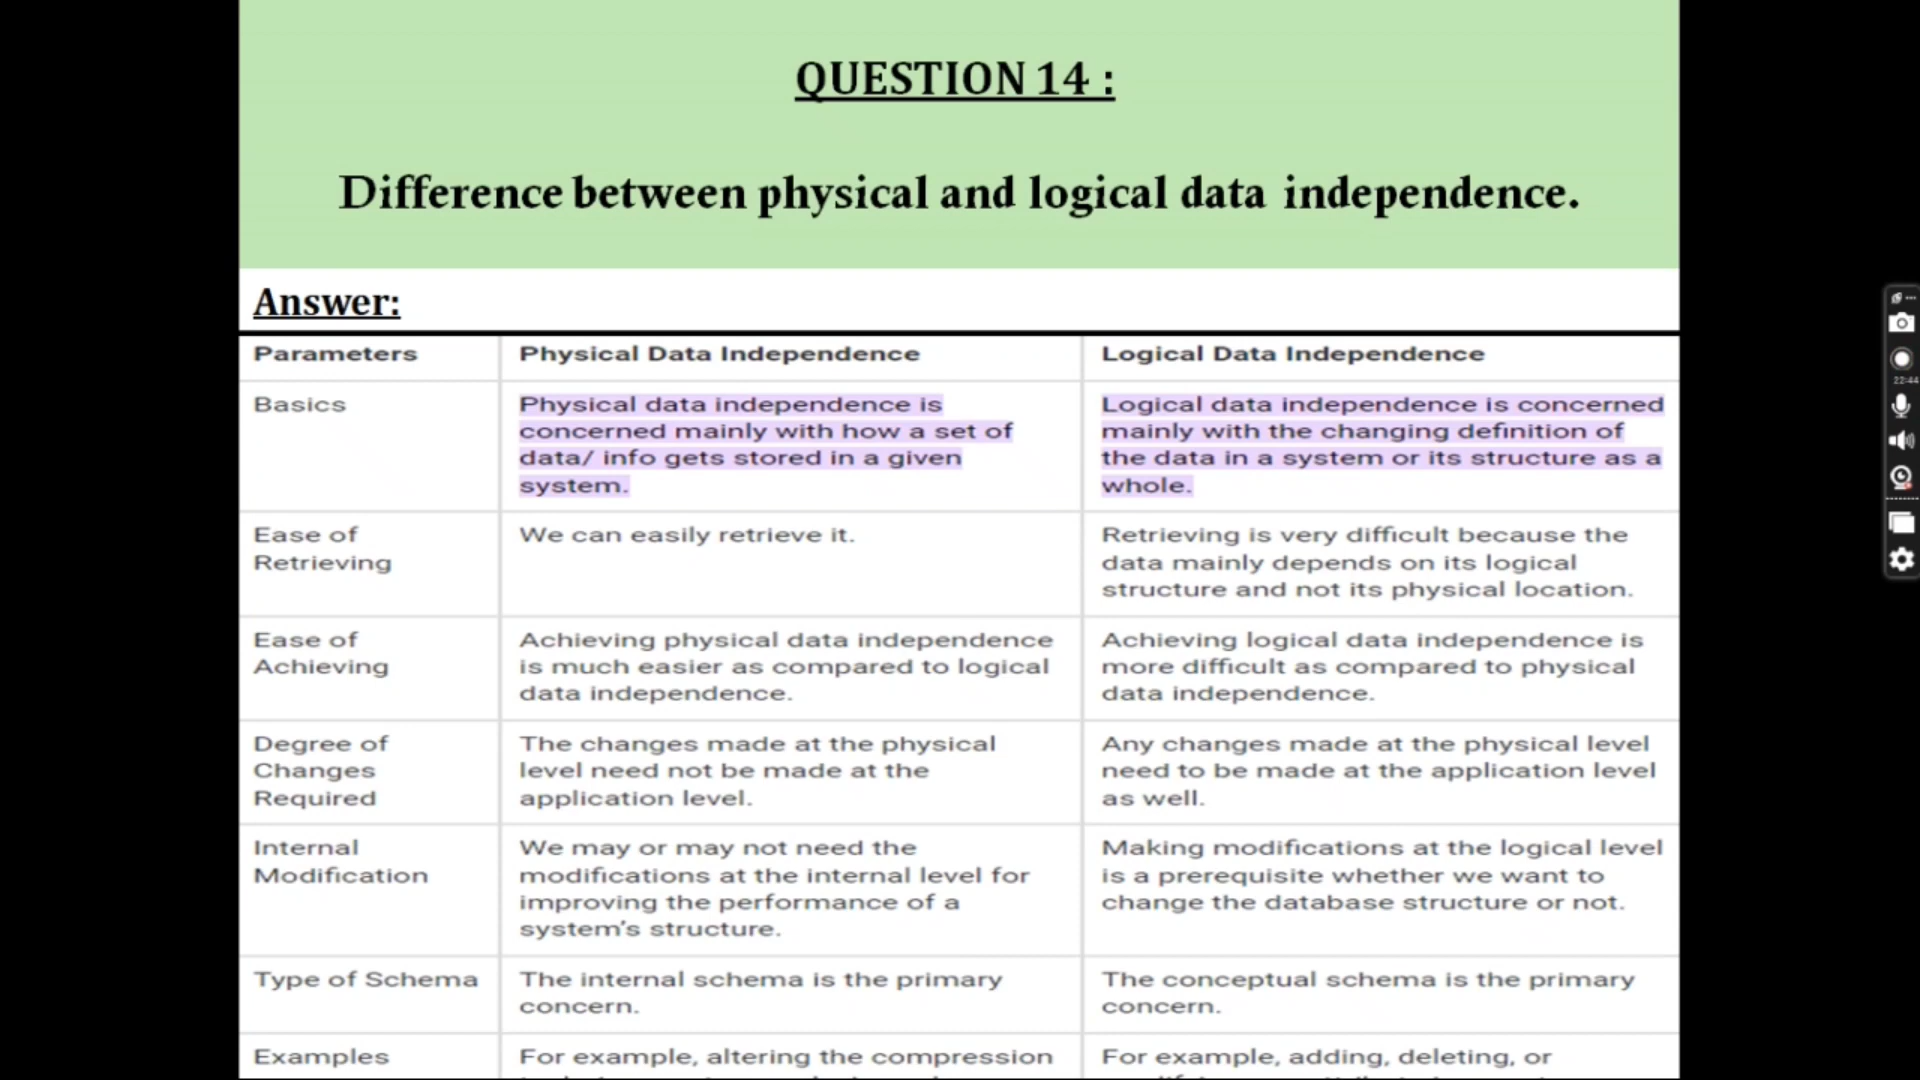 QUESTION 14 :
Difference between physical and logical data independence.
Answer:
Parameters
Physical Data Independence
Logical Data Independence
Basics
Physical data independence is
concerned mainly with how a set of
data/ info gets stored in a given
system.
Logical data independence is concerned
mainly with the changing definition of
the data in a system or its structure as a
whole.
Ease of
Retrieving
We can easily retrieve it.
Retrieving is very difficult because the
data mainly depends on its logical
structure and not its physical location.
Ease of
Achieving
Achieving physical data independence
is much easier as compared to logical
data independence.
Achieving logical data independence is
more difficult as compared to physical
data independence.
Degree of
Changes
Required
The changes made at the physical
level need not be made at the
application level.
Any changes made at the physical level
need to be made at the application level
as well.
Internal
Modification
We may or may not need the
modifications at the internal level for
improving the performance of a
system's structure.
Making modifications at the logical level
is a prerequisite whether we want to
change the database structure or not.
Type of Schema
The internal schema is the primary
concern.
The conceptual schema is the primary
concern.
Examples
For example, altering the compression
For example, adding, deleting, or
22:44